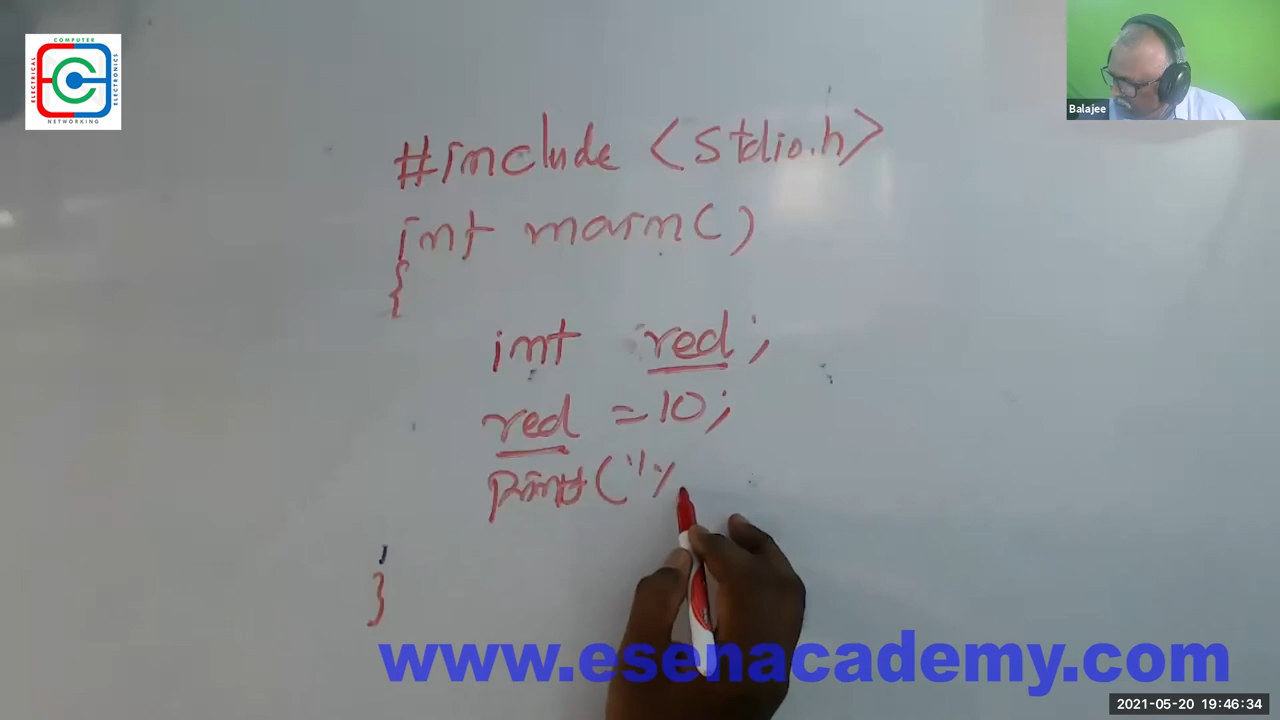 COMPUTER
ELECTRICAL
ELECTRONICS
NETWORKING
Balajee
#include <stdio.h>
int main()
{
int red;
red = 10;
printf("%
}
www.esenacademy.com
2021-05-20 19:46:34